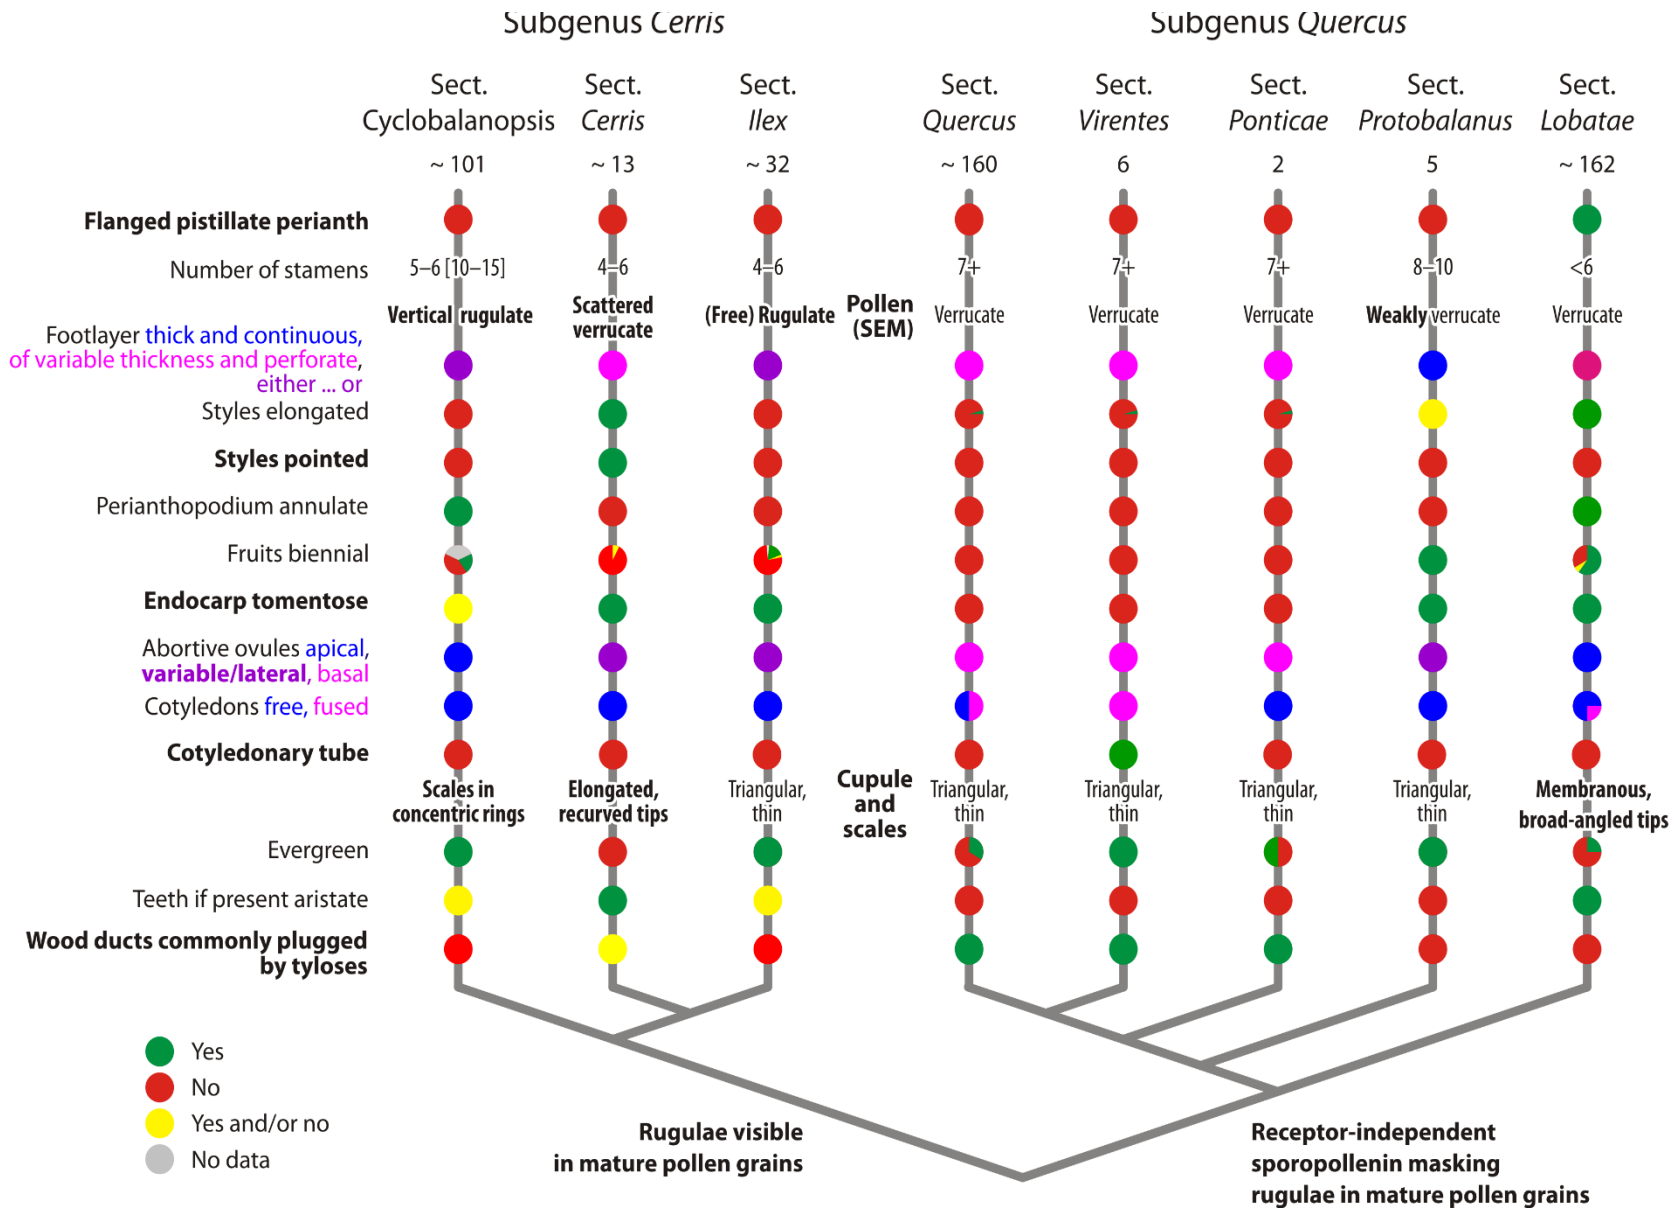 Subgenus Cerris
Subgenus Quercus
Sect. Cyclobalanopsis
Sect. Cerris
Sect. Ilex
Sect. Quercus
Sect. Virentes
Sect. Ponticae
Sect. Protobalanus
Sect. Lobatae
~ 101
~ 13
~ 32
~ 160
6
2
5
~ 162
Flanged pistillate perianth
Number of stamens
5–6 [10–15]
4–6
4–6
7+
7+
7+
8–10
<6
Vertical rugulate
Scattered
verrucate
(Free) Rugulate
Pollen
(SEM)
Verrucate
Verrucate
Verrucate
Weakly verrucate
Verrucate
Footlayer thick and continuous,
of variable thickness and perforate,
either ... or
Styles elongated
Styles pointed
Perianthopodium annulate
Fruits biennial
Endocarp tomentose
Abortive ovules apical,
variable/lateral, basal
Cotyledons free, fused
Cotyledonary tube
Scales in
concentric rings
Elongated,
recurved tips
Triangular,
thin
Cupule
and
scales
Triangular,
thin
Triangular,
thin
Triangular,
thin
Triangular,
thin
Membranous,
broad-angled tips
Evergreen
Teeth if present aristate
Wood ducts commonly plugged
by tyloses
Yes
No
Yes and/or no
No data
Rugulae visible
in mature pollen grains
Receptor-independent
sporopollenin masking
rugulae in mature pollen grains